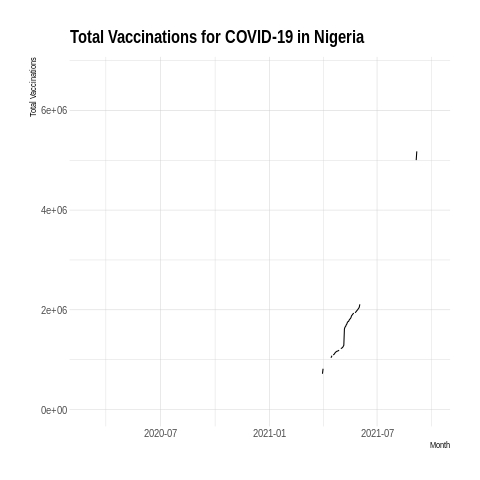 Total Vaccinations for COVID-19 in Nigeria
Total Vaccinations
6e+06
4e+06
2e+06
0e+00
2020-07
2021-01
2021-07
Month